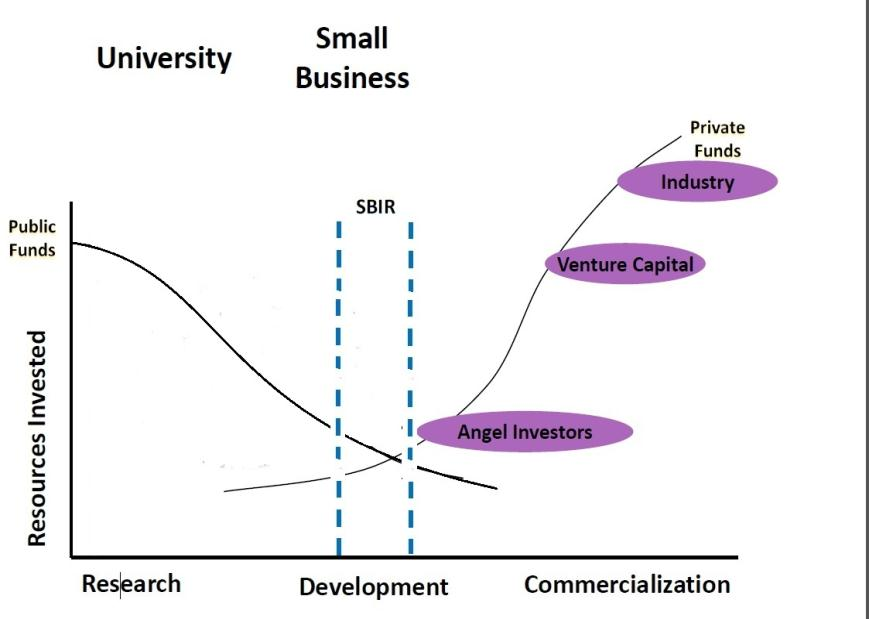 University
Small
Business
Private
Funds
Industry
SBIR
Public
Funds
Venture Capital
Resources Invested
Angel Investors
Research
Development
Commercialization